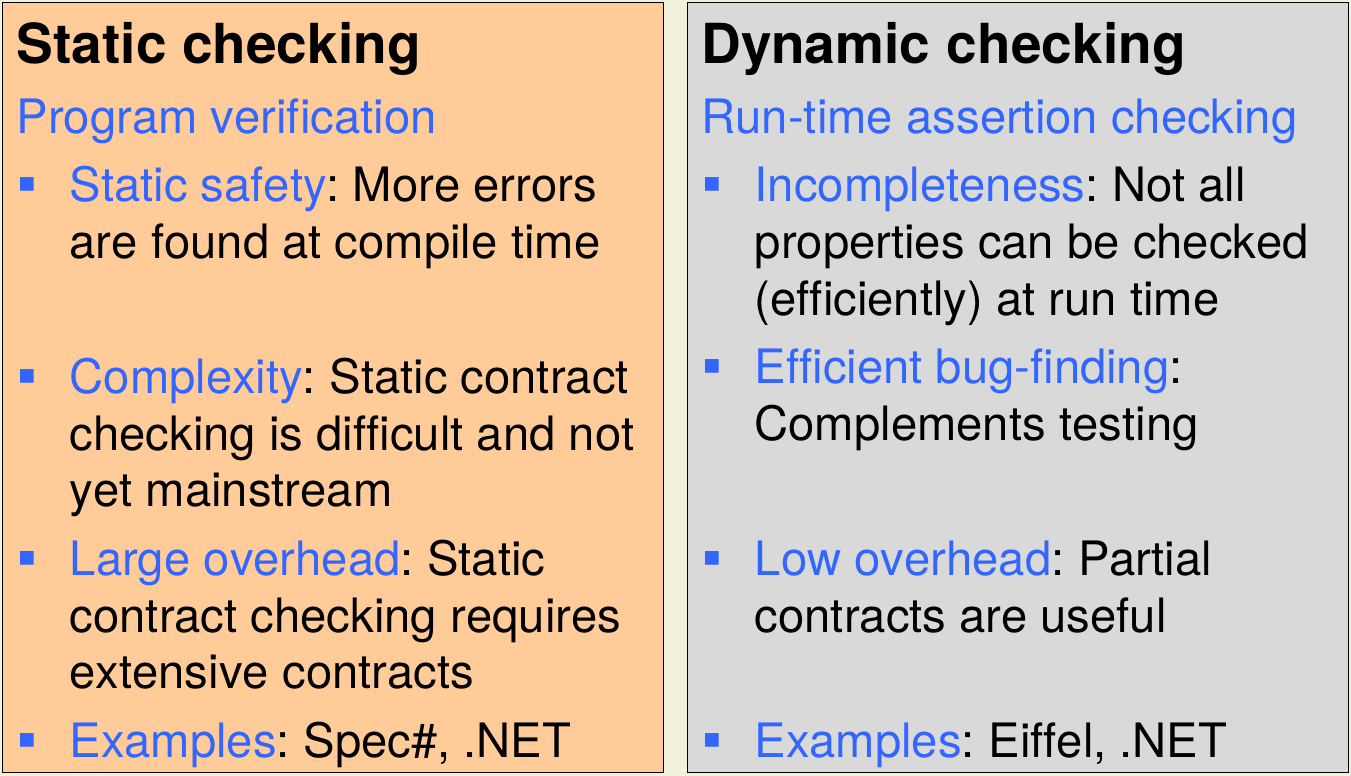 Static checking
Program verification
▪ Static safety: More errors
are found at compile time
▪ Complexity: Static contract
checking is difficult and not
yet mainstream
▪ Large overhead: Static
contract checking requires
extensive contracts
▪ Examples: Spec#, .NET
Dynamic checking
Run-time assertion checking
▪ Incompleteness: Not all
properties can be checked
(efficiently) at run time
▪ Efficient bug-finding:
Complements testing
▪ Low overhead: Partial
contracts are useful
▪ Examples: Eiffel, .NET